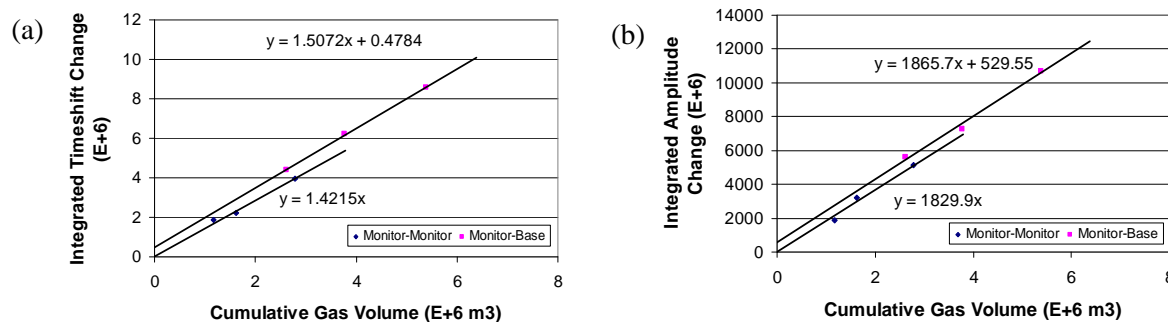 (a)
Integrated Timeshift Change
(E+6)
12
10
8
6
4
2
0
y = 1.5072x + 0.4784
y = 1.4215x
Monitor-Monitor Monitor-Base
0 2 4 6 8
Cumulative Gas Volume (E+6 m3)
(b)
Integrated Amplitude
Change (E+6)
14000
12000
10000
8000
6000
4000
2000
0
y = 1865.7x + 529.55
y = 1829.9x
Monitor-Monitor Monitor-Base
0 2 4 6 8
Cumulative Gas Volume (E+6 m3)